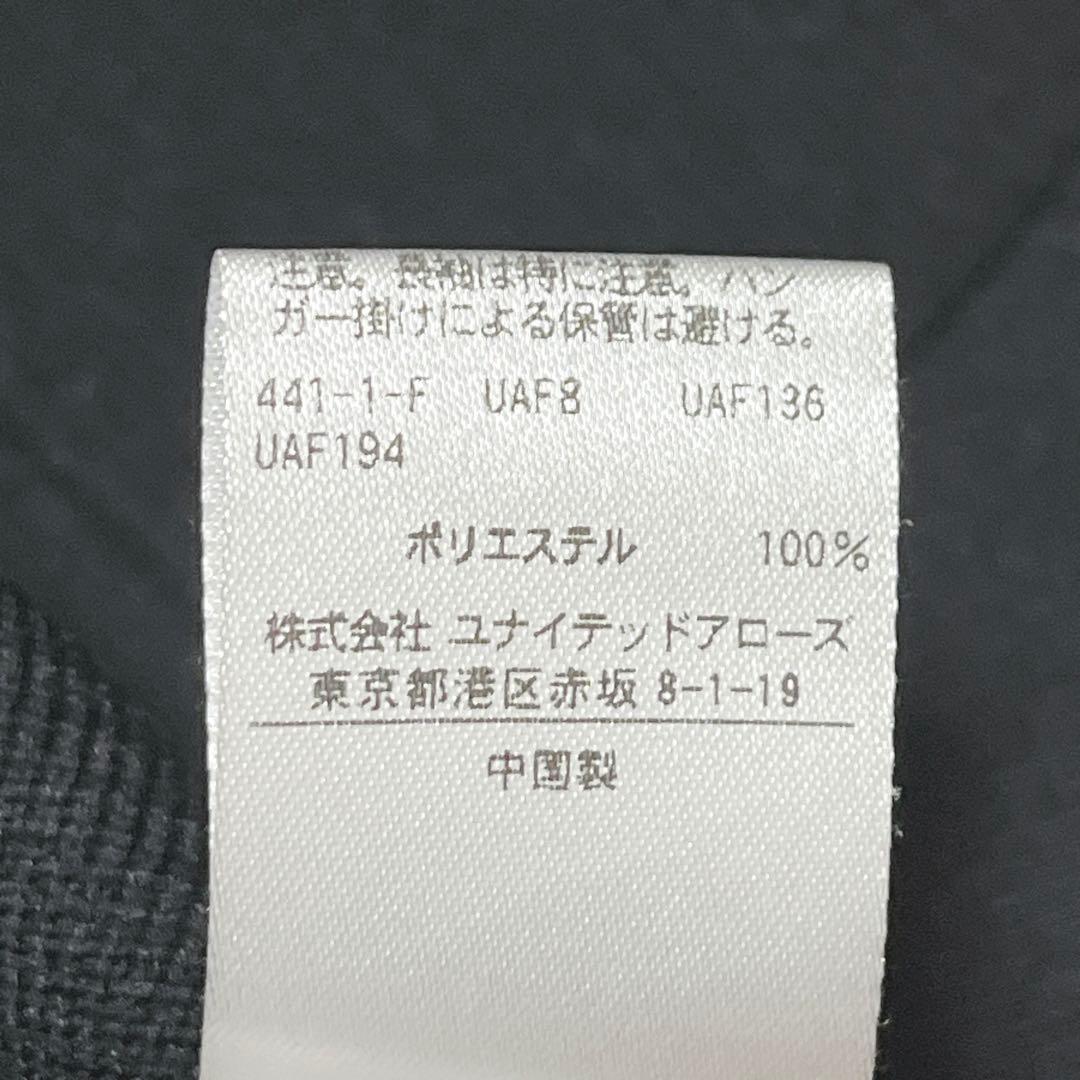 注意。長袖は特に注意。ハン
ガー掛けによる保管は避ける。
441-1-F UAF8 UAF136
UAF194
ポリエステル 100%
株式会社 ユナイテッドアローズ
東京都港区赤坂 8-1-19
中国製